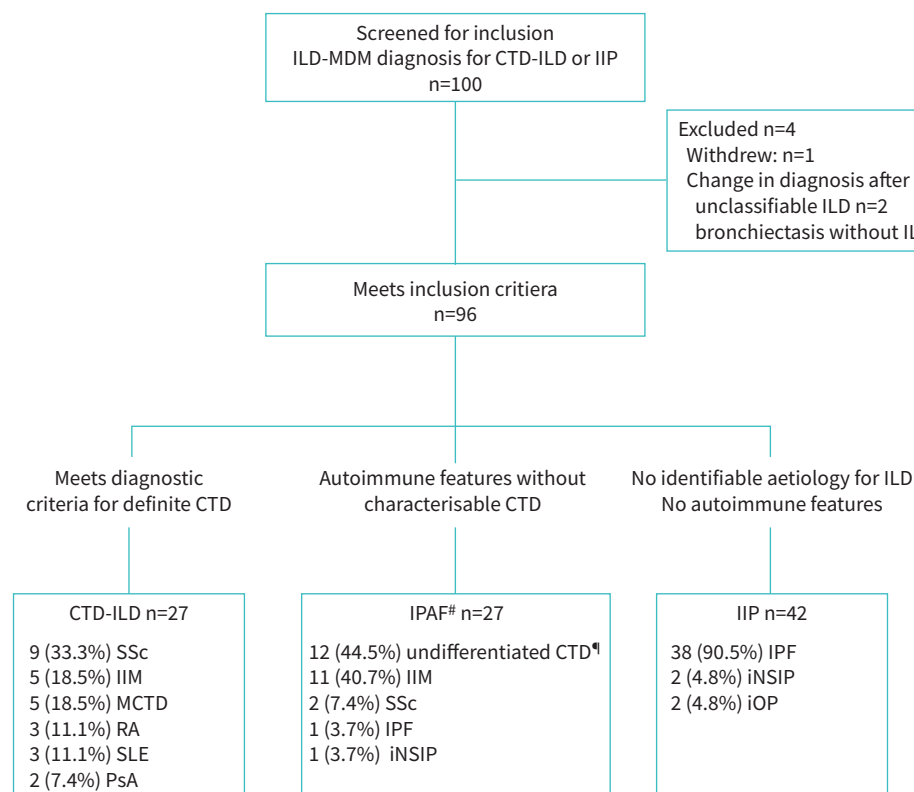 Screened for inclusion
ILD-MDM diagnosis for CTD-ILD or IIP
n=100
Excluded n=4
Withdrew: n=1
Change in diagnosis after
unclassifiable ILD n=2
bronchiectasis without
Meets inclusion critiera
n=96
Meets diagnostic
criteria for definite CTD
Autoimmune features without
characterisable CTD
No identifiable aetiology for ILD
No autoimmune features
CTD-ILD n=27
9 (33.3%) SSc
5 (18.5%) IIM
5 (18.5%) MCTD
3 (11.1%) RA
3 (11.1%) SLE
2 (7.4%) PsA
IPAF# n=27
12 (44.5%) undifferentiated CTD¶
11 (40.7%) IIM
2 (7.4%) SSc
1 (3.7%) IPF
1 (3.7%) iNSIP
IIP n=42
38 (90.5%) IPF
2 (4.8%) iNSIP
2 (4.8%) iOP